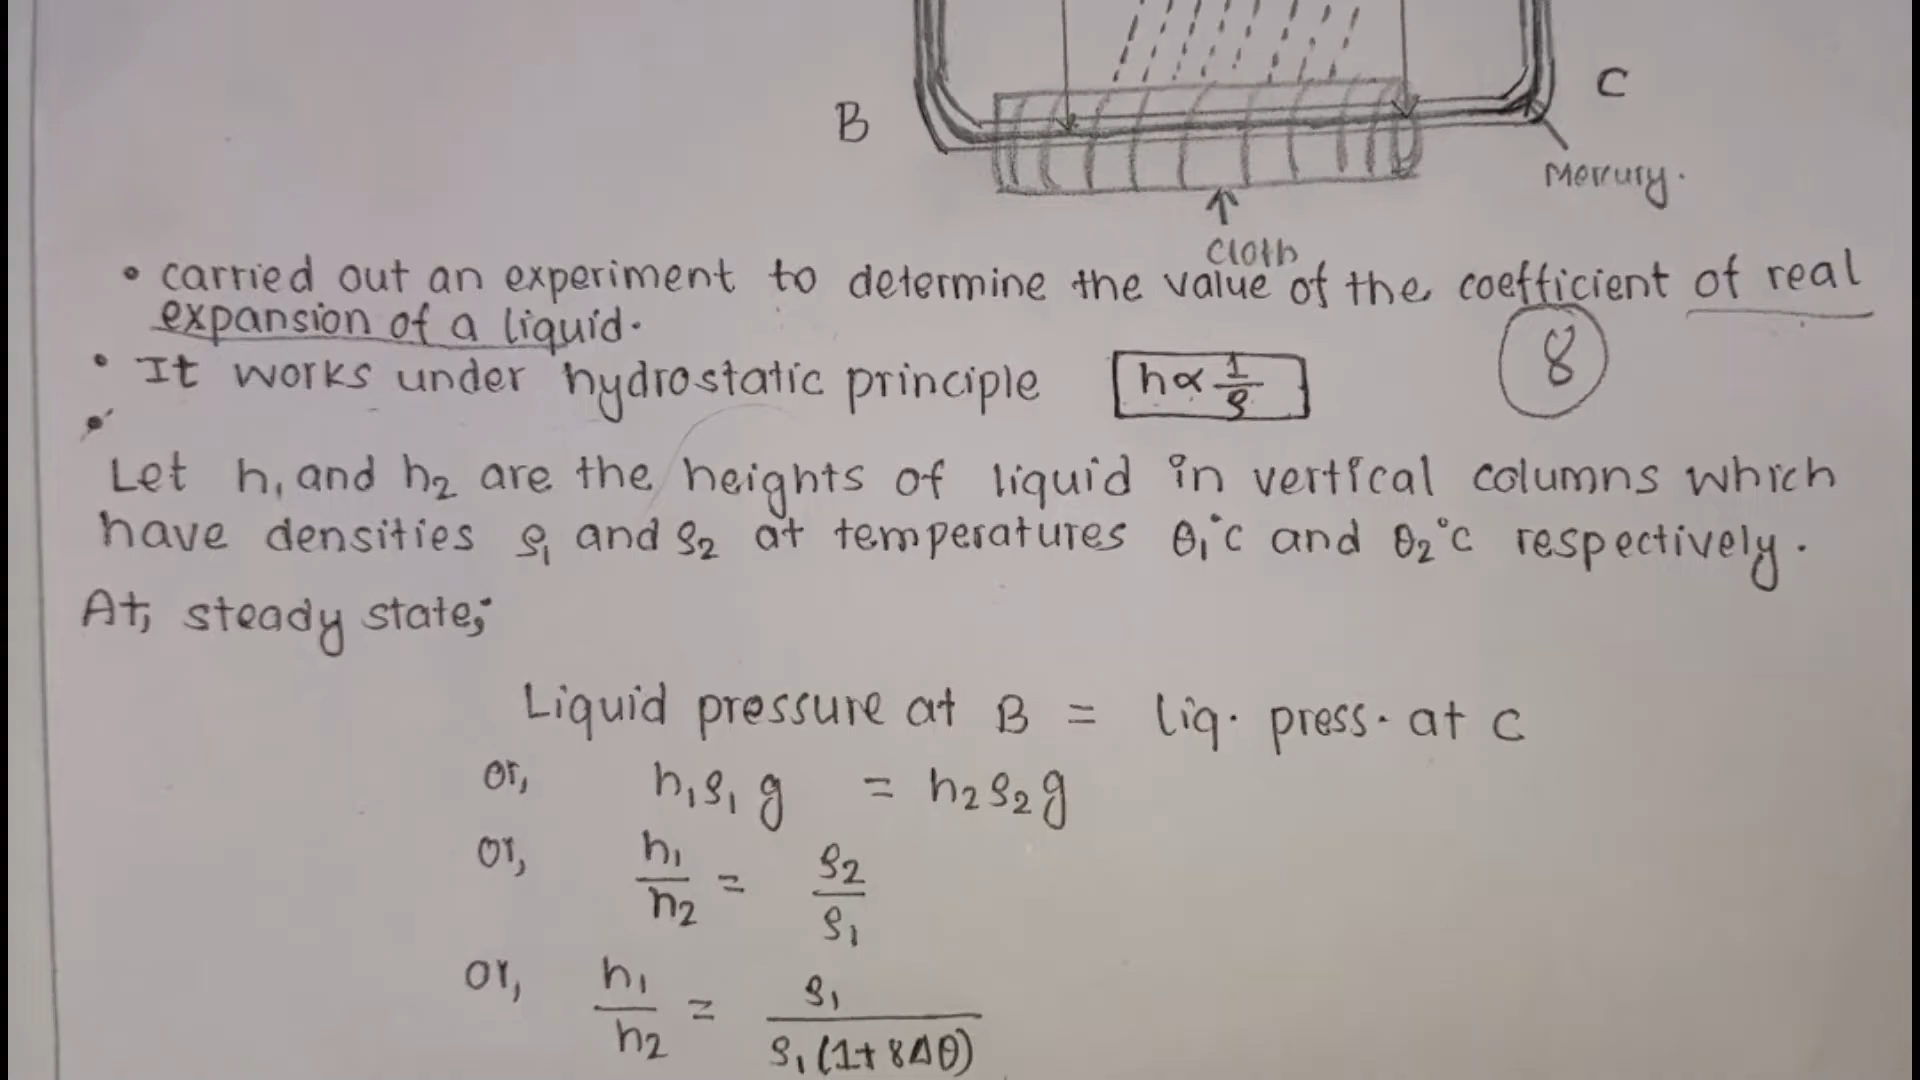 B
C
Mercury.
cloth
• carried out an experiment to determine the value of the coefficient of real
expansion of a liquid.
• It works under hydrostatic principle h ∝ 1/ρ
γ
Let h₁ and h₂ are the heights of liquid in vertical columns which
have densities ρ₁ and ρ₂ at temperatures θ₁°C and θ₂°C respectively.
At, steady state;
Liquid pressure at B = liq. press. at C
or, h₁ρ₁g = h₂ρ₂g
or, h₁/h₂ = ρ₂/ρ₁
or, h₁/h₂ = ρ₁/ρ₁(1+γΔθ)